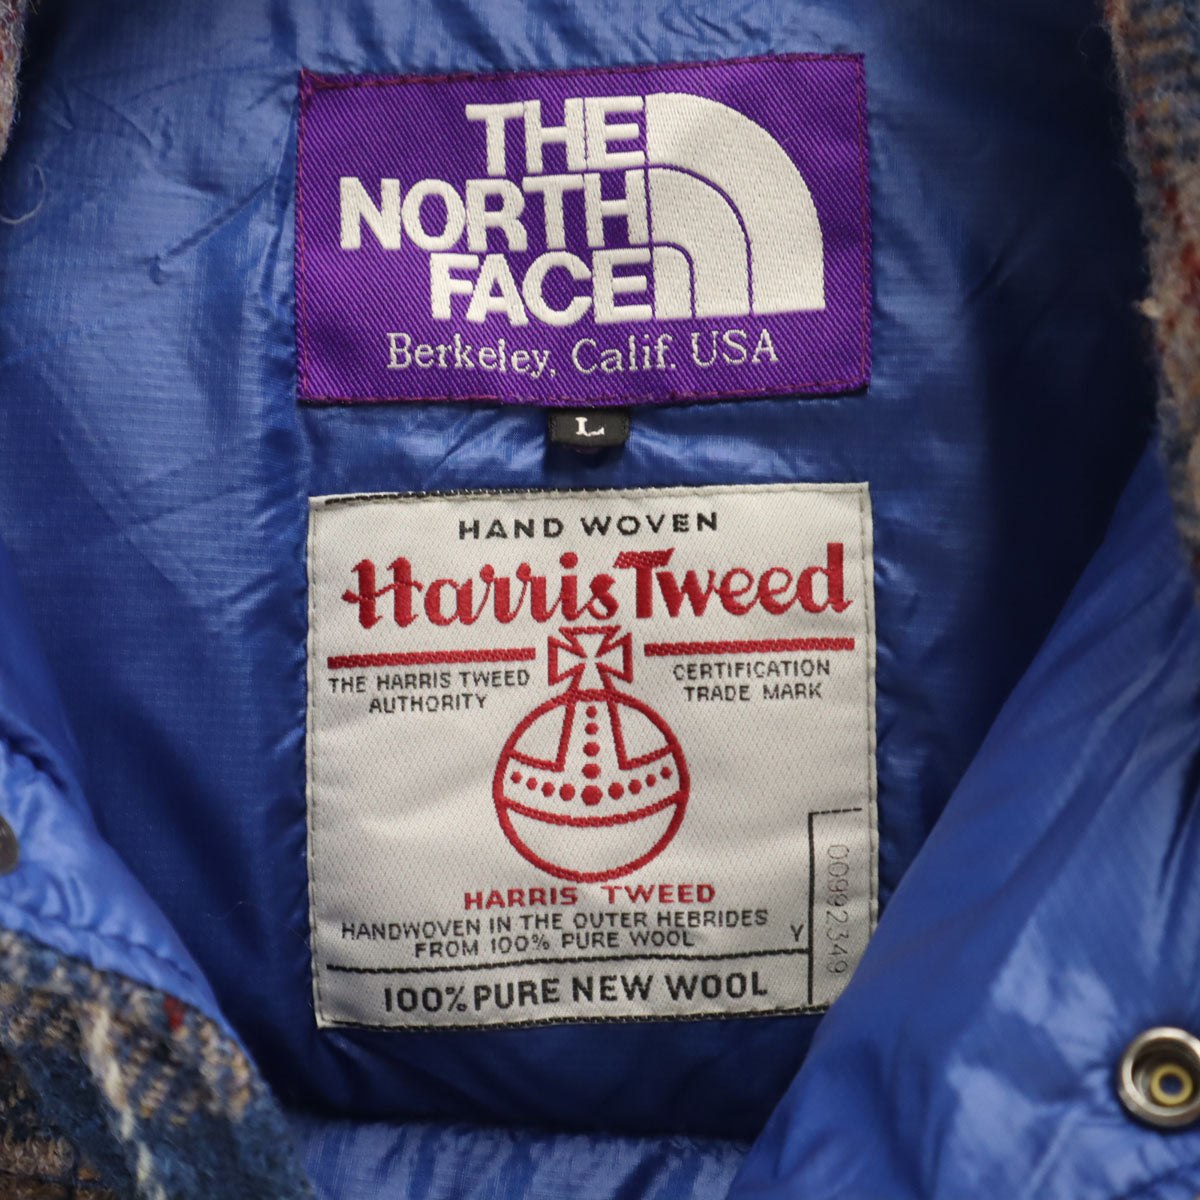 THE
NORTH
FACE
Berkeley, Calif. USA
L
HAND WOVEN
Harris Tweed
THE HARRIS TWEED
AUTHORITY
CERTIFICATION
TRADE MARK
HARRIS TWEED
HANDWOVEN IN THE OUTER HEBRIDES
FROM 100% PURE WOOL
Y
00992349
100% PURE NEW WOOL